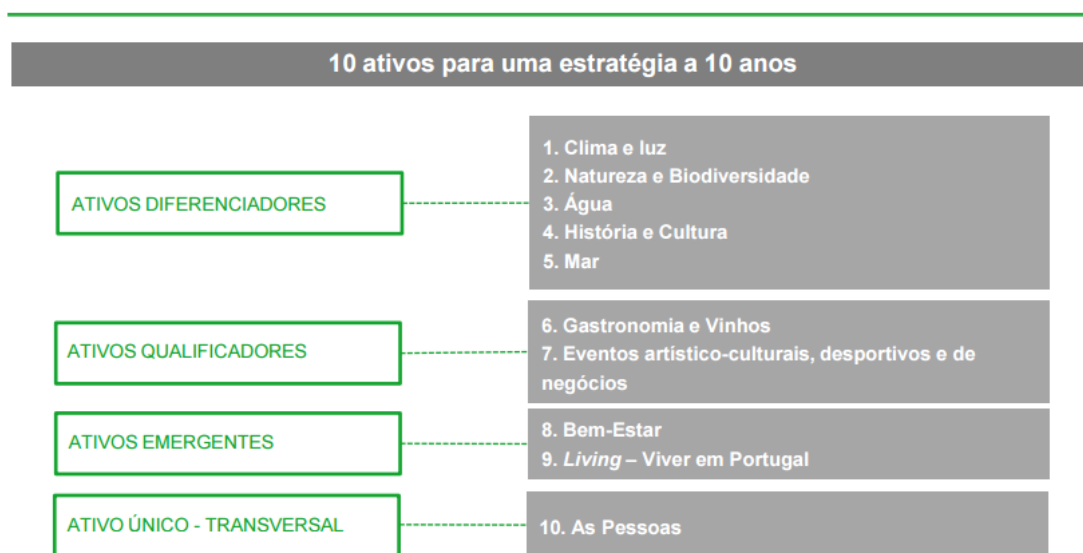 10 ativos para uma estratégia a 10 anos
ATIVOS DIFERENCIADORES
1. Clima e luz
2. Natureza e Biodiversidade
3. Água
4. História e Cultura
5. Mar
ATIVOS QUALIFICADORES
6. Gastronomia e Vinhos
7. Eventos artístico-culturais, desportivos e de
negócios
ATIVOS EMERGENTES
8. Bem-Estar
9. Living – Viver em Portugal
ATIVO ÚNICO - TRANSVERSAL
10. As Pessoas